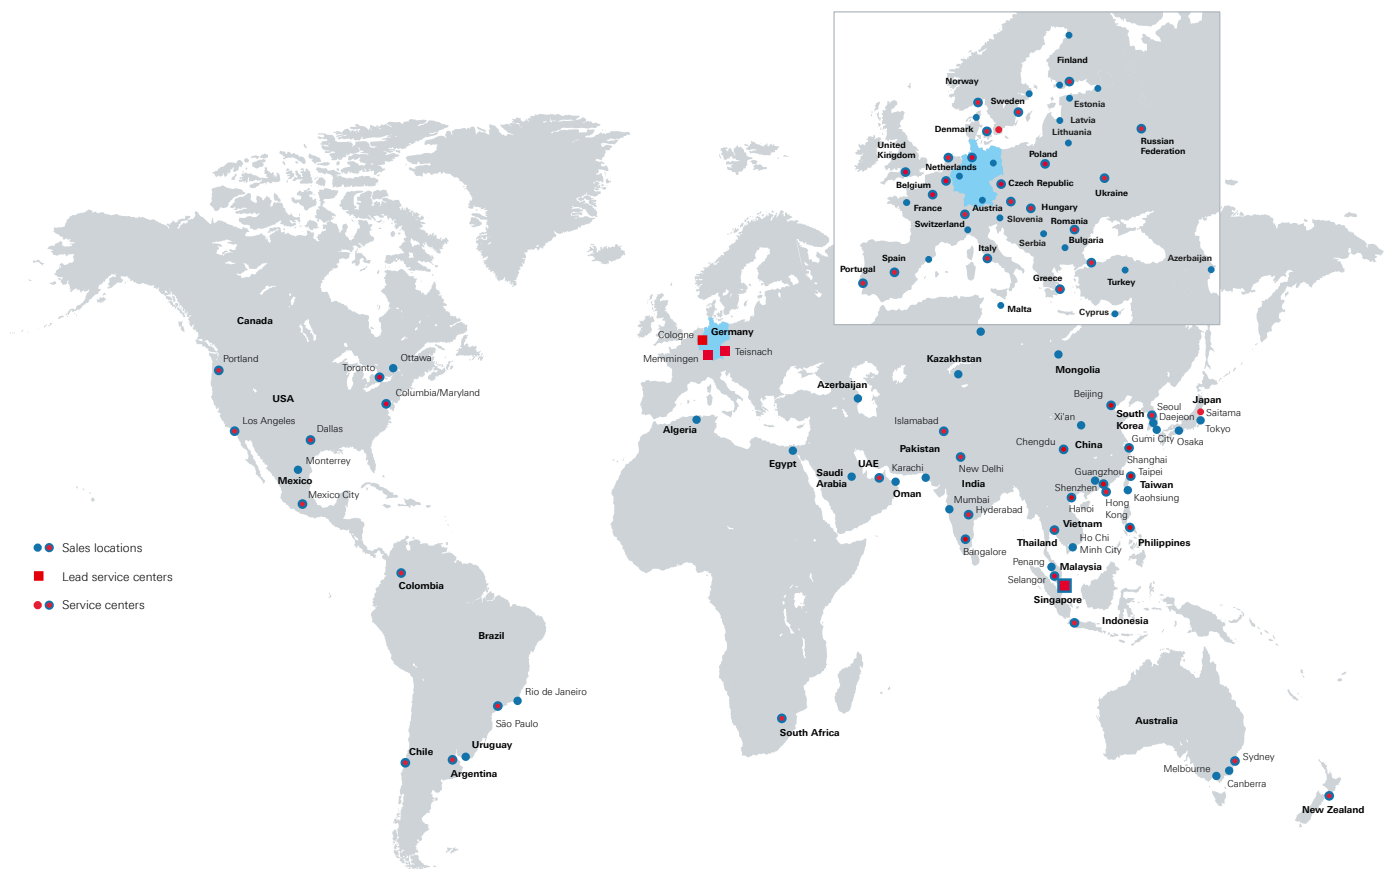 Finland
Norway
Sweden
Estonia
Latvia
Lithuania
Denmark
United
Kingdom
Russian
Federation
Poland
Netherlands
Belgium
Czech Republic
Ukraine
France
Austria
Hungary
Slovenia
Romania
Switzerland
Serbia
Bulgaria
Italy
Spain
Portugal
Azerbaijan
Greece
Turkey
Malta
Cyprus
Canada
Portland
Toronto
Ottawa
USA
Columbia/Maryland
Los Angeles
Dallas
Monterrey
Mexico
Mexico City
Cologne
Germany
Memmingen
Teisnach
Kazakhstan
Mongolia
Azerbaijan
Algeria
Egypt
Saudi
Arabia
UAE
Oman
Islamabad
Pakistan
Karachi
New Delhi
India
Mumbai
Hyderabad
Bangalore
Beijing
Xi'an
Chengdu
China
South
Korea
Seoul
Daejeon
Gumi City
Japan
Saitama
Tokyo
Osaka
Shanghai
Guangzhou
Shenzhen
Taipei
Taiwan
Kaohsiung
Hong
Kong
Hanoi
Vietnam
Thailand
Ho Chi
Minh City
Philippines
Penang
Malaysia
Selangor
Singapore
Indonesia
Sales locations
Lead service centers
Service centers
Colombia
Brazil
Rio de Janeiro
São Paulo
Uruguay
Chile
Argentina
South Africa
Australia
Sydney
Melbourne
Canberra
New Zealand